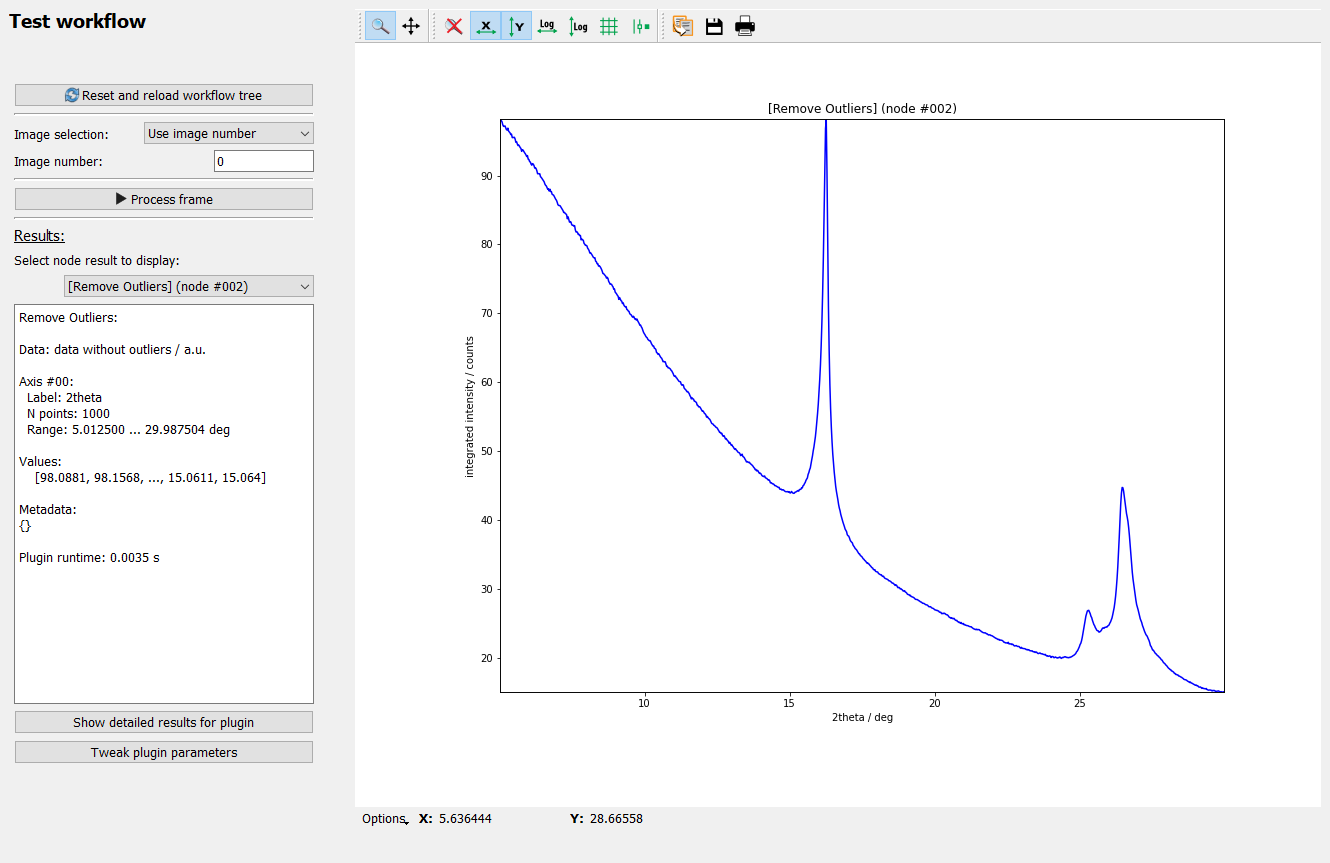 Test workflow
Reset and reload workflow tree
Image selection:
Use image number
Image number:
0
Process frame
Results:
Select node result to display:
[Remove Outliers] (node #002)
Remove Outliers:
Data: data without outliers / a.u.
Axis #00:
Label: 2theta
N points: 1000
Range: 5.012500 ... 29.987504 deg
Values:
[98.0881, 98.1568, ..., 15.0611, 15.064]
Metadata:
{}
Plugin runtime: 0.0035 s
Show detailed results for plugin
Tweak plugin parameters
X
Y
Log
Log
[Remove Outliers] (node #002)
integrated intensity / counts
90
80
70
60
50
40
30
20
10
15
20
25
2theta / deg
Options
X: 5.636444
Y: 28.66558